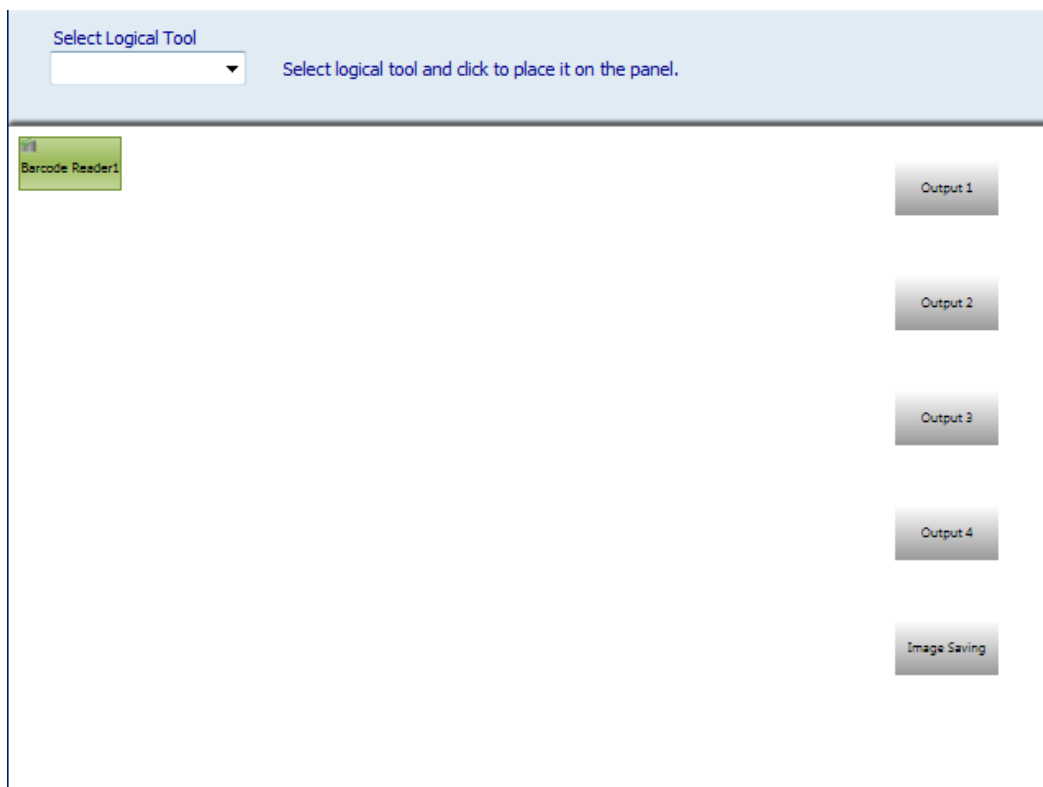 Select Logical Tool
Select logical tool and click to place it on the panel.
Barcode Reader1
Output 1
Output 2
Output 3
Output 4
Image Saving